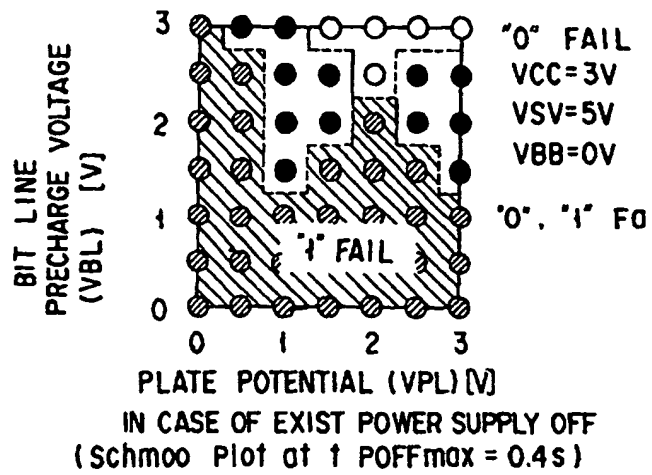 3
2
1
0
BIT LINE
PRECHARGE VOLTAGE
(VBL) [V]
"0" FAIL
VCC=3V
VSV=5V
VBB=0V
"0", "1" Fa
"1" FAIL
0 1 2 3
PLATE POTENTIAL (VPL) [V]
IN CASE OF EXIST POWER SUPPLY OFF
(Schmoo Plot at t POFFmax = 0.4s)